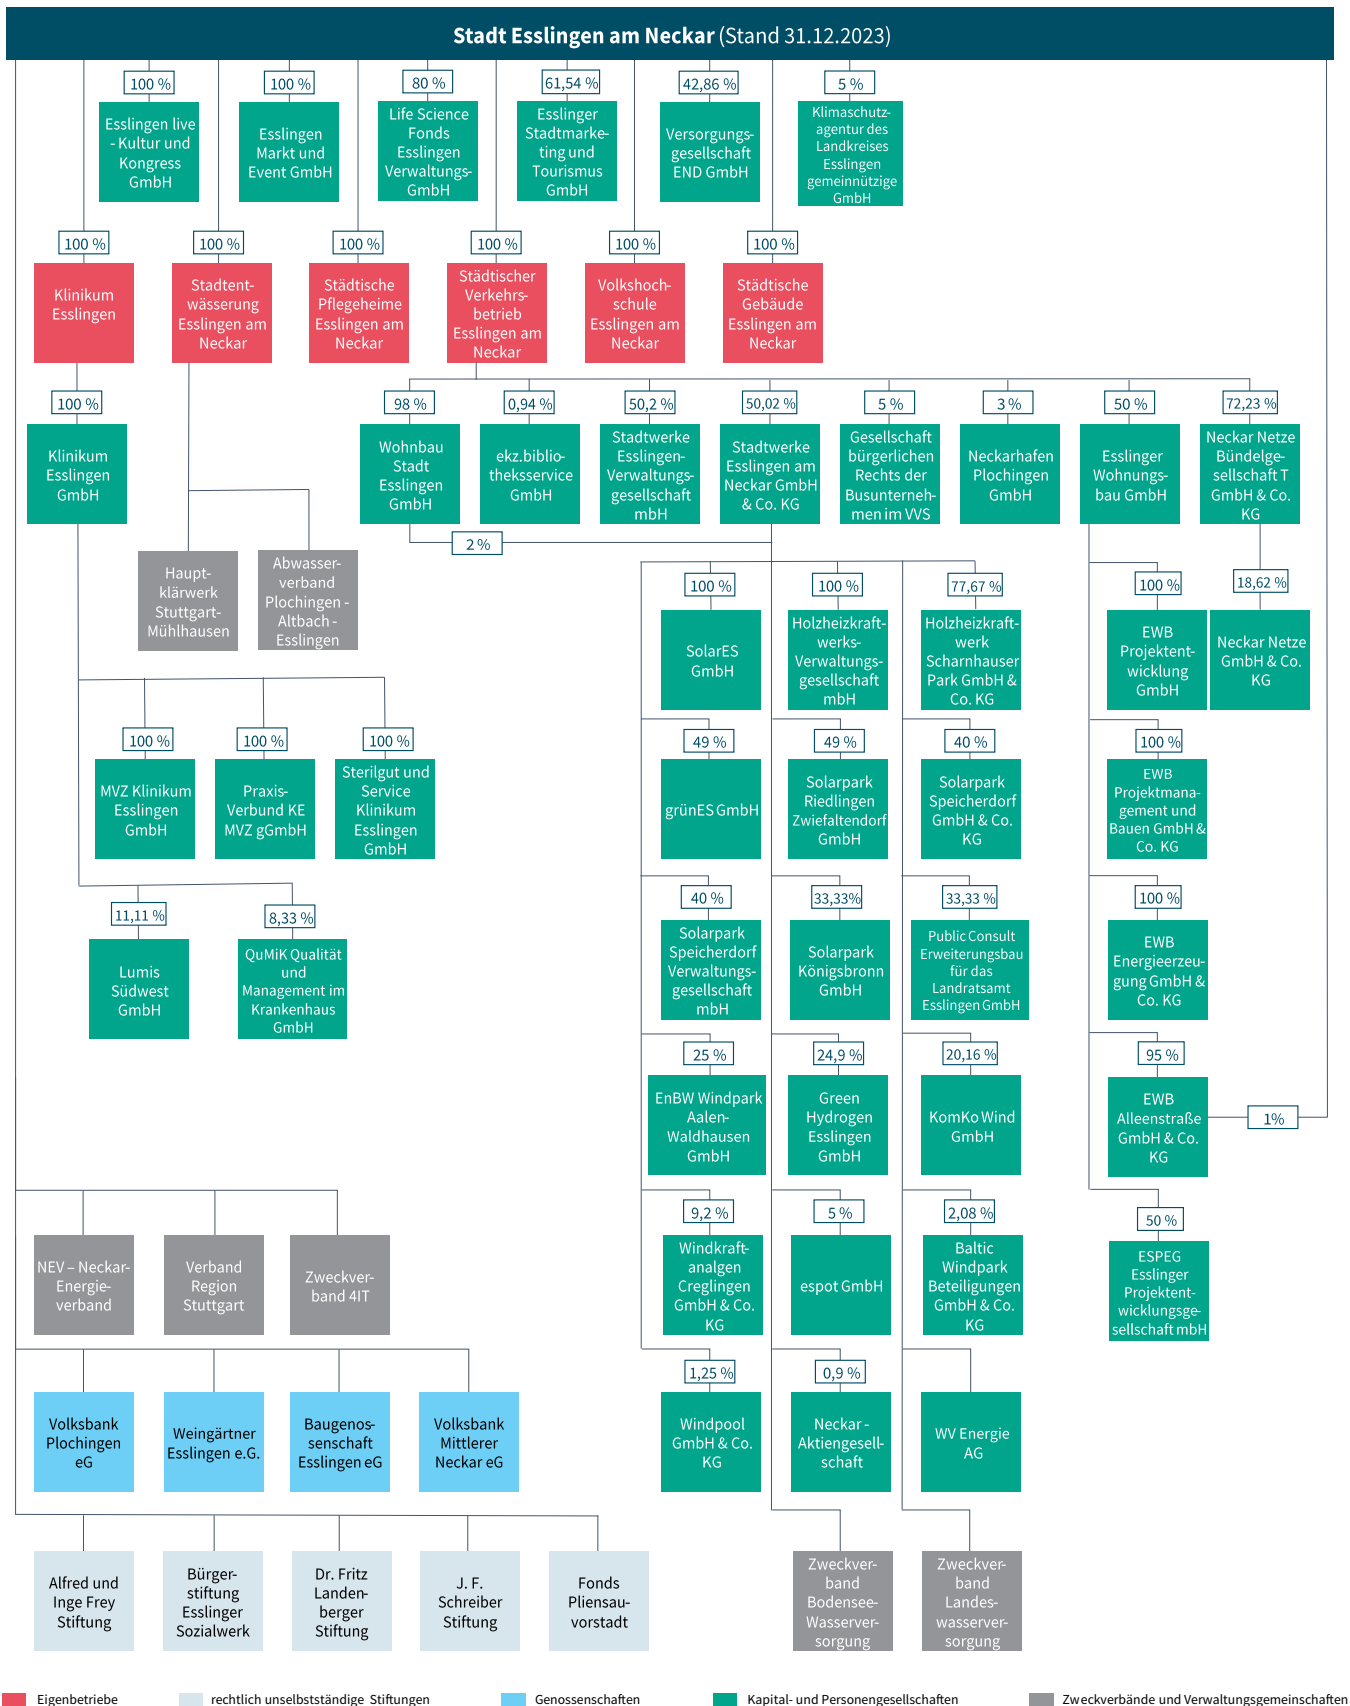 Stadt Esslingen am Neckar (Stand 31.12.2023)
100 %
100 %
80 %
61,54 %
42,86 %
5 %
Esslingen live
- Kultur und
Kongress
GmbH
Esslingen
Markt und
Event GmbH
Life Science
Fonds
Esslingen
Verwaltungs-
GmbH
Esslinger
Stadtmarke-
ting und
Tourismus
GmbH
Versorgungs-
gesellschaft
END GmbH
Klimaschutz-
agentur des
Landkreises
Esslingen
gemeinnützige
GmbH
100 %
100 %
100 %
100 %
100 %
100 %
Klinikum
Esslingen
Stadtent-
wässerung
Esslingen am
Neckar
Städtische
Pflegeheime
Esslingen am
Neckar
Städtischer
Verkehrs-
betrieb
Esslingen am
Neckar
Volkshoch-
schule
Esslingen am
Neckar
Städtische
Gebäude
Esslingen am
Neckar
100 %
98 %
0,94 %
50,2 %
50,02 %
5 %
3 %
50 %
72,23 %
Klinikum
Esslingen
GmbH
Wohnbau
Stadt
Esslingen
GmbH
ekz.biblio-
theksservice
GmbH
Stadtwerke
Esslingen-
Verwaltungs-
gesellschaft
mbH
Stadtwerke
Esslingen am
Neckar GmbH
& Co. KG
Gesellschaft
bürgerlichen
Rechts der
Busunterneh-
men im VVS
Neckarhafen
Plochingen
GmbH
Esslinger
Wohnungs-
bau GmbH
Neckar Netze
Bündelge-
sellschaft T
GmbH & Co.
KG
2 %
Haupt-
klärwerk
Stuttgart-
Mühlhausen
Abwasser-
verband
Plochingen -
Altbach -
Esslingen
100 %
100 %
77,67 %
100 %
18,62 %
SolarES
GmbH
Holzheizkraft-
werks-
Verwaltungs-
gesellschaft
mbH
Holzheizkraft-
werk
Scharnhauser
Park GmbH &
Co. KG
EWB
Projektent-
wicklung
GmbH
Neckar Netze
GmbH & Co.
KG
100 %
100 %
100 %
49 %
49 %
40 %
100 %
MVZ Klinikum
Esslingen
GmbH
Praxis-
Verbund KE
MVZ gGmbH
Sterilgut und
Service
Klinikum
Esslingen
GmbH
grünES GmbH
Solarpark
Riedlingen
Zwiefaltendorf
GmbH
Solarpark
Speicherdorf
GmbH & Co.
KG
EWB
Projektmana-
gement und
Bauen GmbH &
Co. KG
11,11 %
8,33 %
40 %
33,33%
33,33 %
100 %
Lumis
Südwest
GmbH
QuMiK Qualität
und
Management im
Krankenhaus
GmbH
Solarpark
Speicherdorf
Verwaltungs-
gesellschaft
mbH
Solarpark
Königsbronn
GmbH
Public Consult
Erweiterungsbau
für das
Landratsamt
Esslingen GmbH
EWB
Energieerzeu-
gung GmbH &
Co. KG
25 %
24,9 %
20,16 %
95 %
EnBW Windpark
Aalen-
Waldhausen
GmbH
Green
Hydrogen
Esslingen
GmbH
KomKo Wind
GmbH
EWB
Alleenstraße
GmbH & Co.
KG
1%
9,2 %
5 %
2,08 %
50 %
NEV – Neckar-
Energie-
verband
Verband
Region
Stuttgart
Zweckver-
band 4IT
Windkraft-
analgen
Creglingen
GmbH & Co.
KG
espot GmbH
Baltic
Windpark
Beteiligungen
GmbH & Co.
KG
ESPEG
Esslinger
Projektent-
wicklungsge-
sellschaft mbH
1,25 %
0,9 %
Volksbank
Plochingen
eG
Weingärtner
Esslingen e.G.
Baugenos-
senschaft
Esslingen eG
Volksbank
Mittlerer
Neckar eG
Windpool
GmbH & Co.
KG
Neckar -
Aktiengesell-
schaft
WV Energie
AG
Alfred und
Inge Frey
Stiftung
Bürger-
stiftung
Esslinger
Sozialwerk
Dr. Fritz
Landen-
berger
Stiftung
J. F.
Schreiber
Stiftung
Fonds
Pliensau-
vorstadt
Zweckver-
band
Bodensee-
Wasserver-
sorgung
Zweckver-
band
Landes-
wasserver-
sorgung
Eigenbetriebe
rechtlich unselbstständige Stiftungen
Genossenschaften
Kapital- und Personengesellschaften
Zweckverbände und Verwaltungsgemeinschaften